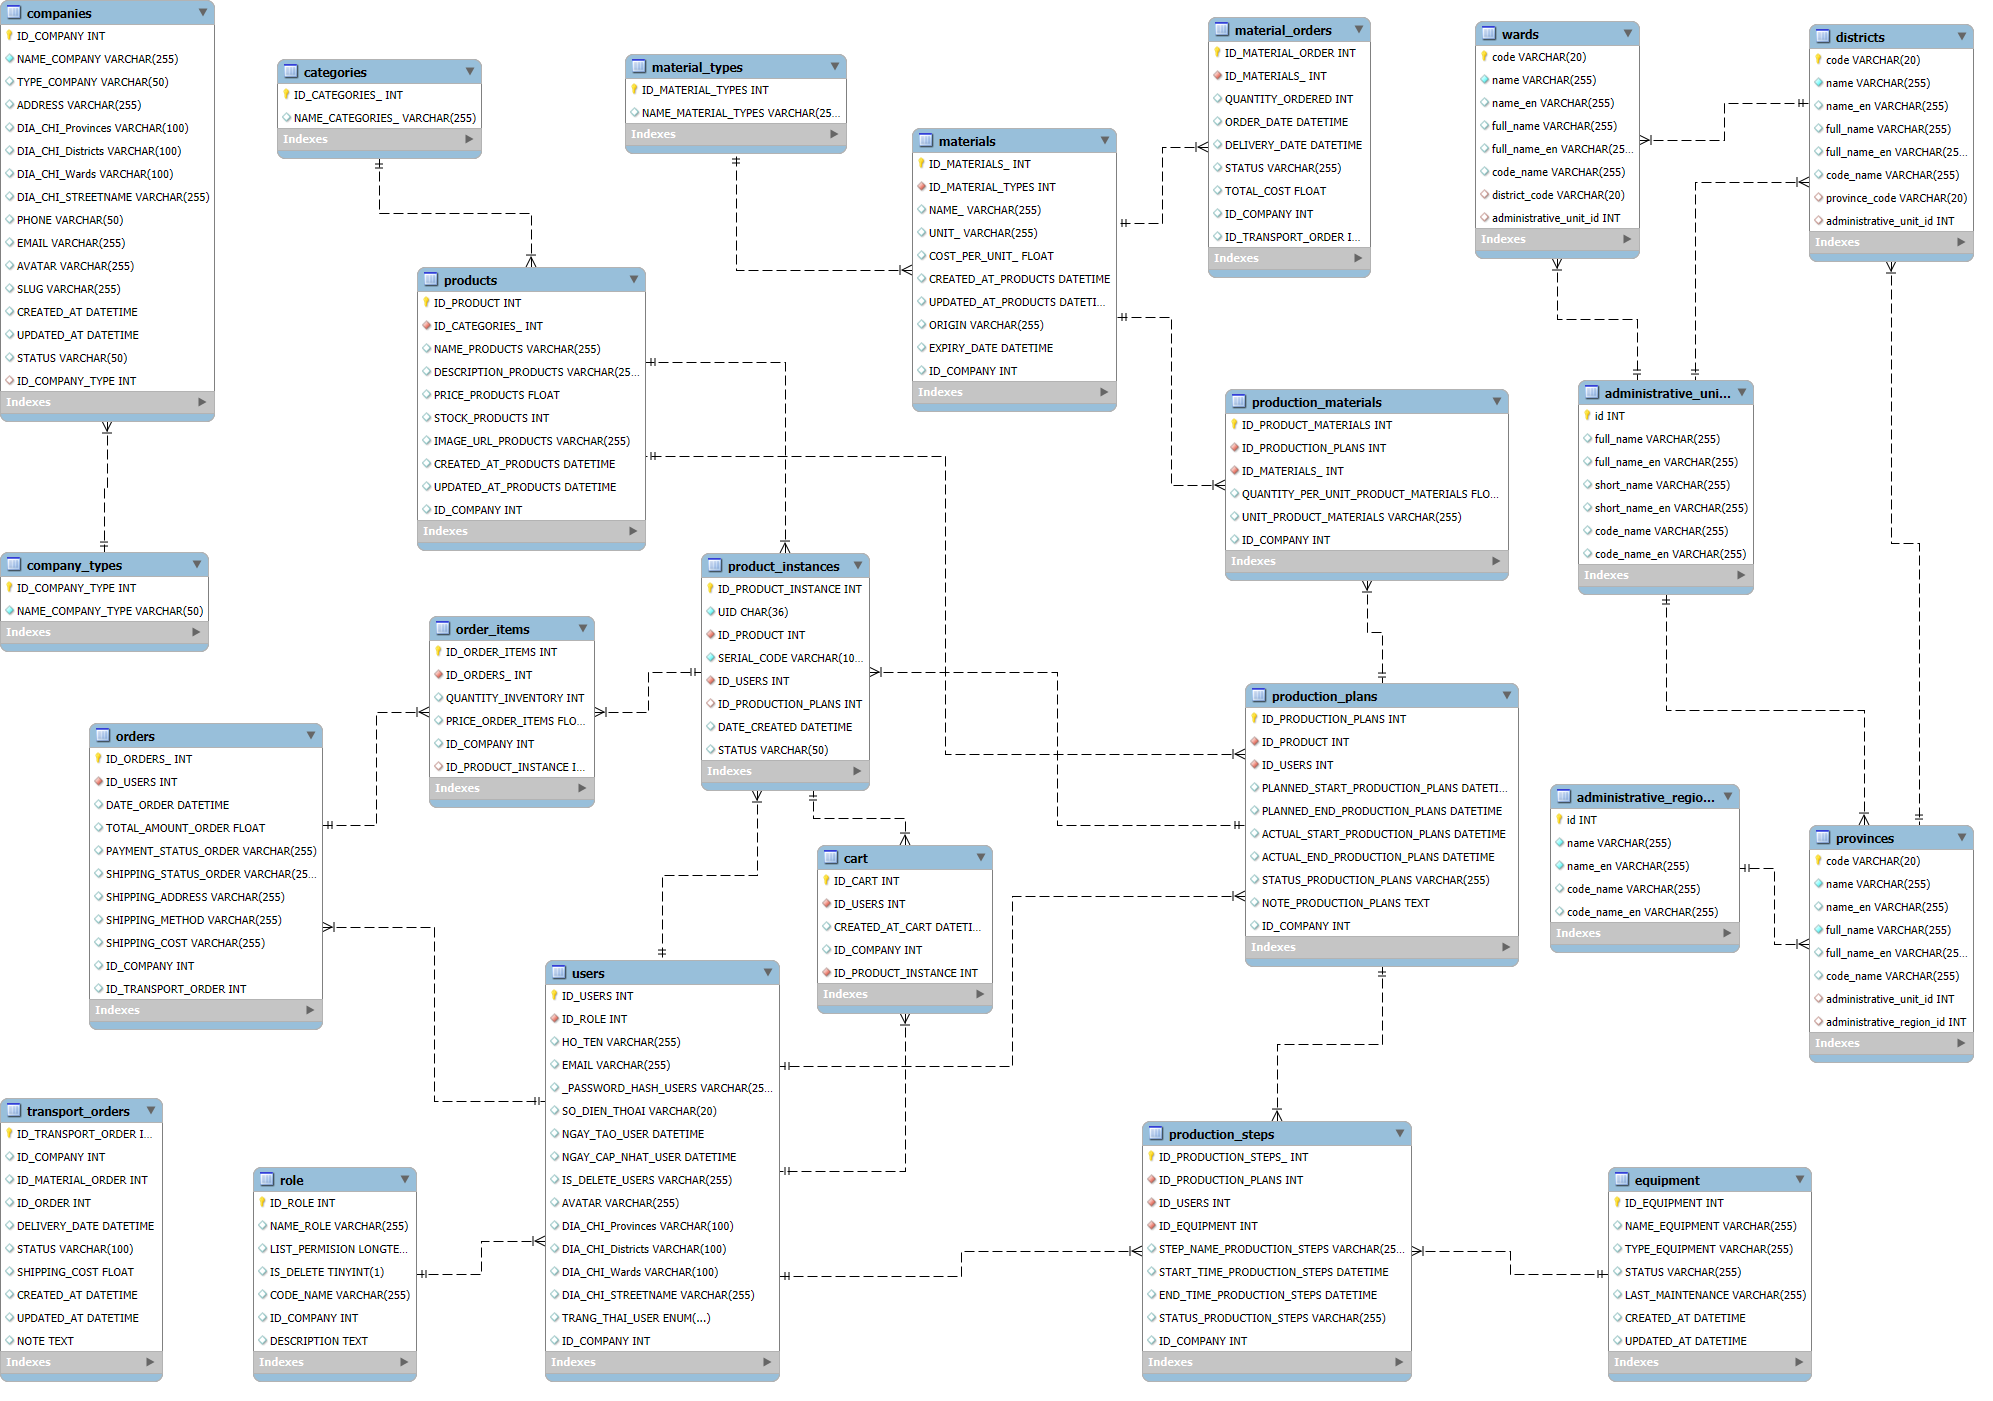 companies
ID_COMPANY INT
NAME_COMPANY VARCHAR(255)
TYPE_COMPANY VARCHAR(50)
ADDRESS VARCHAR(255)
DIA_CHI_Provinces VARCHAR(100)
DIA_CHI_Districts VARCHAR(100)
DIA_CHI_Wards VARCHAR(100)
DIA_CHI_STREETNAME VARCHAR(255)
PHONE VARCHAR(50)
EMAIL VARCHAR(255)
AVATAR VARCHAR(255)
SLUG VARCHAR(255)
CREATED_AT DATETIME
UPDATED_AT DATETIME
STATUS VARCHAR(50)
ID_COMPANY_TYPE INT
Indexes
categories
ID_CATEGORIES_ INT
NAME_CATEGORIES_ VARCHAR(255)
Indexes
material_types
ID_MATERIAL_TYPES INT
NAME_MATERIAL_TYPES VARCHAR(25...
Indexes
materials
ID_MATERIALS_ INT
ID_MATERIAL_TYPES INT
NAME_ VARCHAR(255)
UNIT_ VARCHAR(255)
COST_PER_UNIT_ FLOAT
CREATED_AT_PRODUCTS DATETIME
UPDATED_AT_PRODUCTS DATETI...
ORIGIN VARCHAR(255)
EXPIRY_DATE DATETIME
ID_COMPANY INT
Indexes
material_orders
ID_MATERIAL_ORDER INT
ID_MATERIALS_ INT
QUANTITY_ORDERED INT
ORDER_DATE DATETIME
DELIVERY_DATE DATETIME
STATUS VARCHAR(255)
TOTAL_COST FLOAT
ID_COMPANY INT
ID_TRANSPORT_ORDER I...
Indexes
wards
code VARCHAR(20)
name VARCHAR(255)
name_en VARCHAR(255)
full_name VARCHAR(255)
full_name_en VARCHAR(25...
code_name VARCHAR(255)
district_code VARCHAR(20)
administrative_unit_id INT
Indexes
districts
code VARCHAR(20)
name VARCHAR(255)
name_en VARCHAR(255)
full_name VARCHAR(255)
full_name_en VARCHAR(25...
code_name VARCHAR(255)
province_code VARCHAR(20)
administrative_unit_id INT
Indexes
products
ID_PRODUCT INT
ID_CATEGORIES_ INT
NAME_PRODUCTS VARCHAR(255)
DESCRIPTION_PRODUCTS VARCHAR(25...
PRICE_PRODUCTS FLOAT
STOCK_PRODUCTS INT
IMAGE_URL_PRODUCTS VARCHAR(255)
CREATED_AT_PRODUCTS DATETIME
UPDATED_AT_PRODUCTS DATETIME
ID_COMPANY INT
Indexes
production_materials
ID_PRODUCT_MATERIALS INT
ID_PRODUCTION_PLANS INT
ID_MATERIALS_ INT
QUANTITY_PER_UNIT_PRODUCT_MATERIALS FLO...
UNIT_PRODUCT_MATERIALS VARCHAR(255)
ID_COMPANY INT
Indexes
administrative_uni...
id INT
full_name VARCHAR(255)
full_name_en VARCHAR(255)
short_name VARCHAR(255)
short_name_en VARCHAR(255)
code_name VARCHAR(255)
code_name_en VARCHAR(255)
Indexes
company_types
ID_COMPANY_TYPE INT
NAME_COMPANY_TYPE VARCHAR(50)
Indexes
product_instances
ID_PRODUCT_INSTANCE INT
UID CHAR(36)
ID_PRODUCT INT
SERIAL_CODE VARCHAR(10...
ID_USERS INT
ID_PRODUCTION_PLANS INT
DATE_CREATED DATETIME
STATUS VARCHAR(50)
Indexes
order_items
ID_ORDER_ITEMS INT
ID_ORDERS_ INT
QUANTITY_INVENTORY INT
PRICE_ORDER_ITEMS FLO...
ID_COMPANY INT
ID_PRODUCT_INSTANCE I...
Indexes
production_plans
ID_PRODUCTION_PLANS INT
ID_PRODUCT INT
ID_USERS INT
PLANNED_START_PRODUCTION_PLANS DATETI...
PLANNED_END_PRODUCTION_PLANS DATETIME
ACTUAL_START_PRODUCTION_PLANS DATETIME
ACTUAL_END_PRODUCTION_PLANS DATETIME
STATUS_PRODUCTION_PLANS VARCHAR(255)
NOTE_PRODUCTION_PLANS TEXT
ID_COMPANY INT
Indexes
orders
ID_ORDERS_ INT
ID_USERS INT
DATE_ORDER DATETIME
TOTAL_AMOUNT_ORDER FLOAT
PAYMENT_STATUS_ORDER VARCHAR(255)
SHIPPING_STATUS_ORDER VARCHAR(25...
SHIPPING_ADDRESS VARCHAR(255)
SHIPPING_METHOD VARCHAR(255)
SHIPPING_COST VARCHAR(255)
ID_COMPANY INT
ID_TRANSPORT_ORDER INT
Indexes
administrative_regio...
id INT
name VARCHAR(255)
name_en VARCHAR(255)
code_name VARCHAR(255)
code_name_en VARCHAR(255)
Indexes
provinces
code VARCHAR(20)
name VARCHAR(255)
name_en VARCHAR(255)
full_name VARCHAR(255)
full_name_en VARCHAR(25...
code_name VARCHAR(255)
administrative_unit_id INT
administrative_region_id INT
Indexes
cart
ID_CART INT
ID_USERS INT
CREATED_AT_CART DATETI...
ID_COMPANY INT
ID_PRODUCT_INSTANCE INT
Indexes
users
ID_USERS INT
ID_ROLE INT
HO_TEN VARCHAR(255)
EMAIL VARCHAR(255)
_PASSWORD_HASH_USERS VARCHAR(25...
SO_DIEN_THOAI VARCHAR(20)
NGAY_TAO_USER DATETIME
NGAY_CAP_NHAT_USER DATETIME
IS_DELETE_USERS VARCHAR(255)
AVATAR VARCHAR(255)
DIA_CHI_Provinces VARCHAR(100)
DIA_CHI_Districts VARCHAR(100)
DIA_CHI_Wards VARCHAR(100)
DIA_CHI_STREETNAME VARCHAR(255)
TRANG_THAI_USER ENUM(...)
ID_COMPANY INT
Indexes
transport_orders
ID_TRANSPORT_ORDER I...
ID_COMPANY INT
ID_MATERIAL_ORDER INT
ID_ORDER INT
DELIVERY_DATE DATETIME
STATUS VARCHAR(100)
SHIPPING_COST FLOAT
CREATED_AT DATETIME
UPDATED_AT DATETIME
NOTE TEXT
Indexes
role
ID_ROLE INT
NAME_ROLE VARCHAR(255)
LIST_PERMISION LONGTE...
IS_DELETE TINYINT(1)
CODE_NAME VARCHAR(255)
ID_COMPANY INT
DESCRIPTION TEXT
Indexes
production_steps
ID_PRODUCTION_STEPS_ INT
ID_PRODUCTION_PLANS INT
ID_USERS INT
ID_EQUIPMENT INT
STEP_NAME_PRODUCTION_STEPS VARCHAR(25...
START_TIME_PRODUCTION_STEPS DATETIME
END_TIME_PRODUCTION_STEPS DATETIME
STATUS_PRODUCTION_STEPS VARCHAR(255)
ID_COMPANY INT
Indexes
equipment
ID_EQUIPMENT INT
NAME_EQUIPMENT VARCHAR(255)
TYPE_EQUIPMENT VARCHAR(255)
STATUS VARCHAR(255)
LAST_MAINTENANCE VARCHAR(255)
CREATED_AT DATETIME
UPDATED_AT DATETIME
Indexes